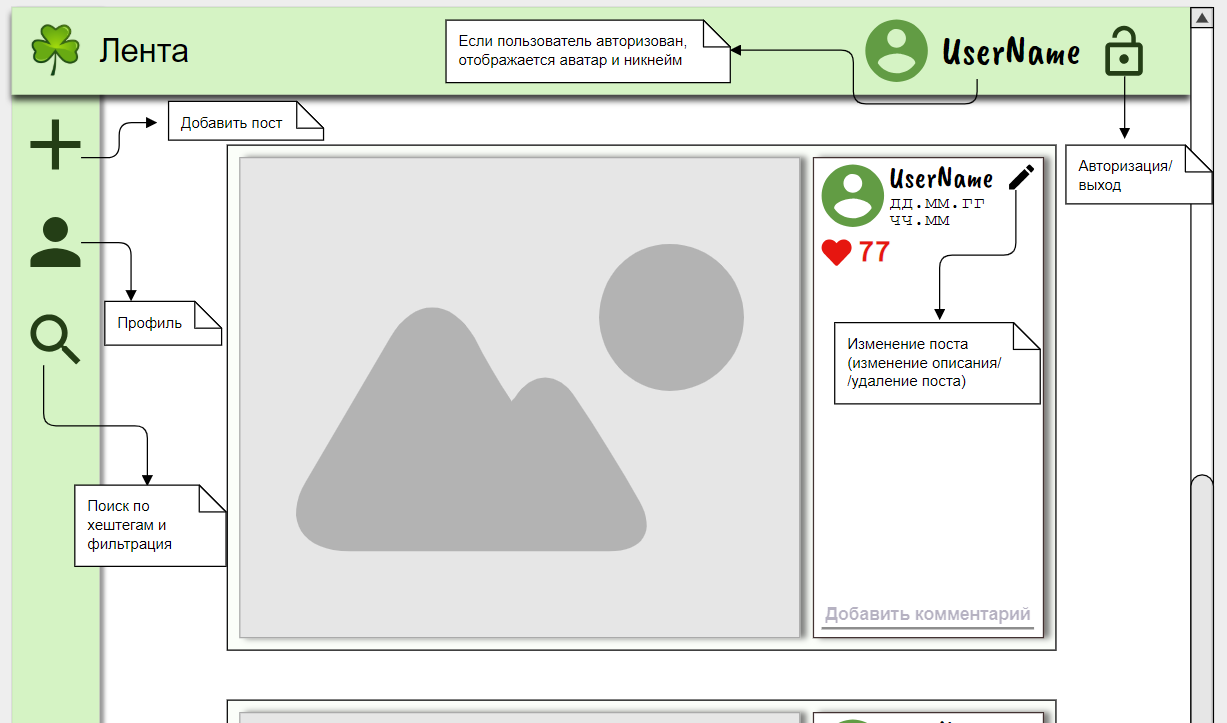 Лента
Если пользователь авторизован,
отображается аватар и никнейм
UserName
Добавить пост
Авторизация/
выход
UserName
дд.мм.гг
чч.мм
77
Профиль
Изменение поста
(изменение описания/
/удаление поста)
Поиск по
хештегам и
фильтрация
Добавить комментарий